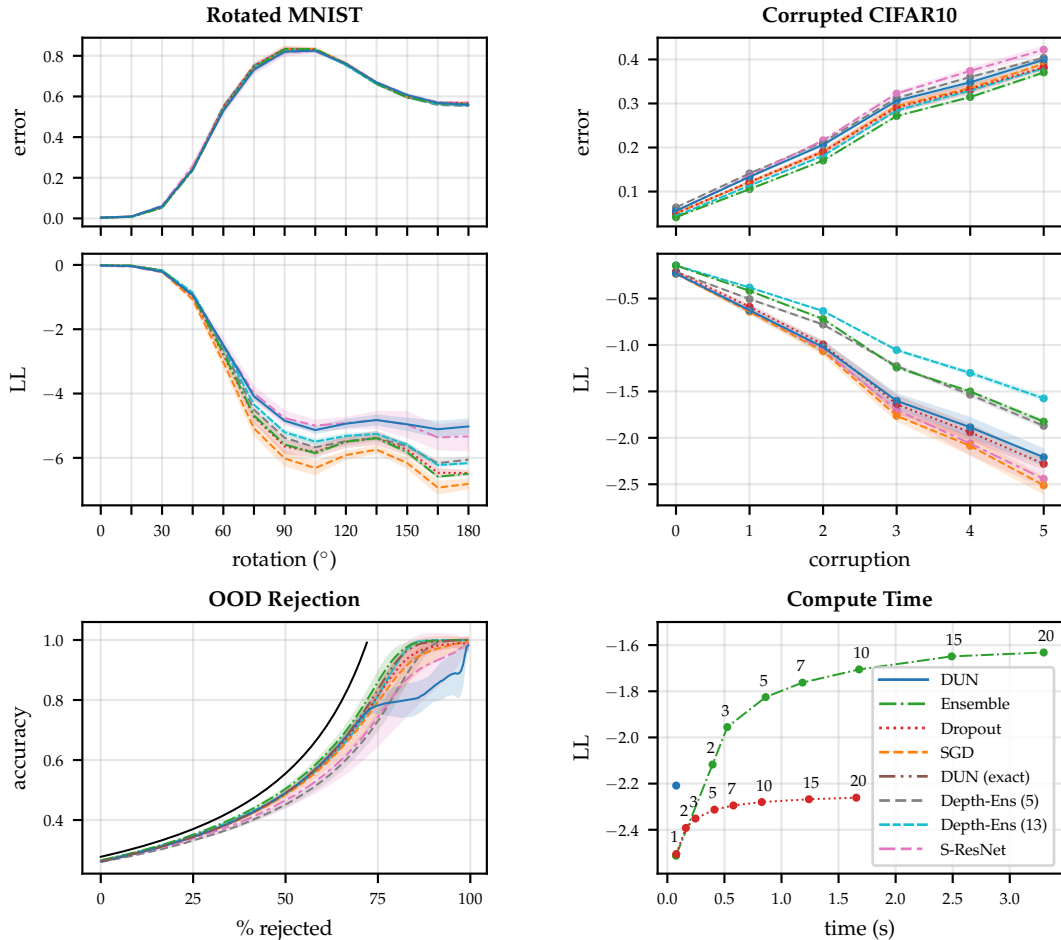 Rotated MNIST
error
0.8
0.6
0.4
0.2
0.0
LL
0
−2
−4
−6
0 30 60 90 120 150 180
rotation (°)
Corrupted CIFAR10
error
0.4
0.3
0.2
0.1
LL
−0.5
−1.0
−1.5
−2.0
−2.5
0 1 2 3 4 5
corruption
OOD Rejection
accuracy
1.0
0.8
0.6
0.4
0 25 50 75 100
% rejected
Compute Time
LL
−1.6
−1.8
−2.0
−2.2
−2.4
2 3 5 7 10 15 20
1 2 3 5 7 10 15 20
DUN
Ensemble
Dropout
SGD
DUN (exact)
Depth-Ens (5)
Depth-Ens (13)
S-ResNet
0.0 0.5 1.0 1.5 2.0 2.5 3.0
time (s)